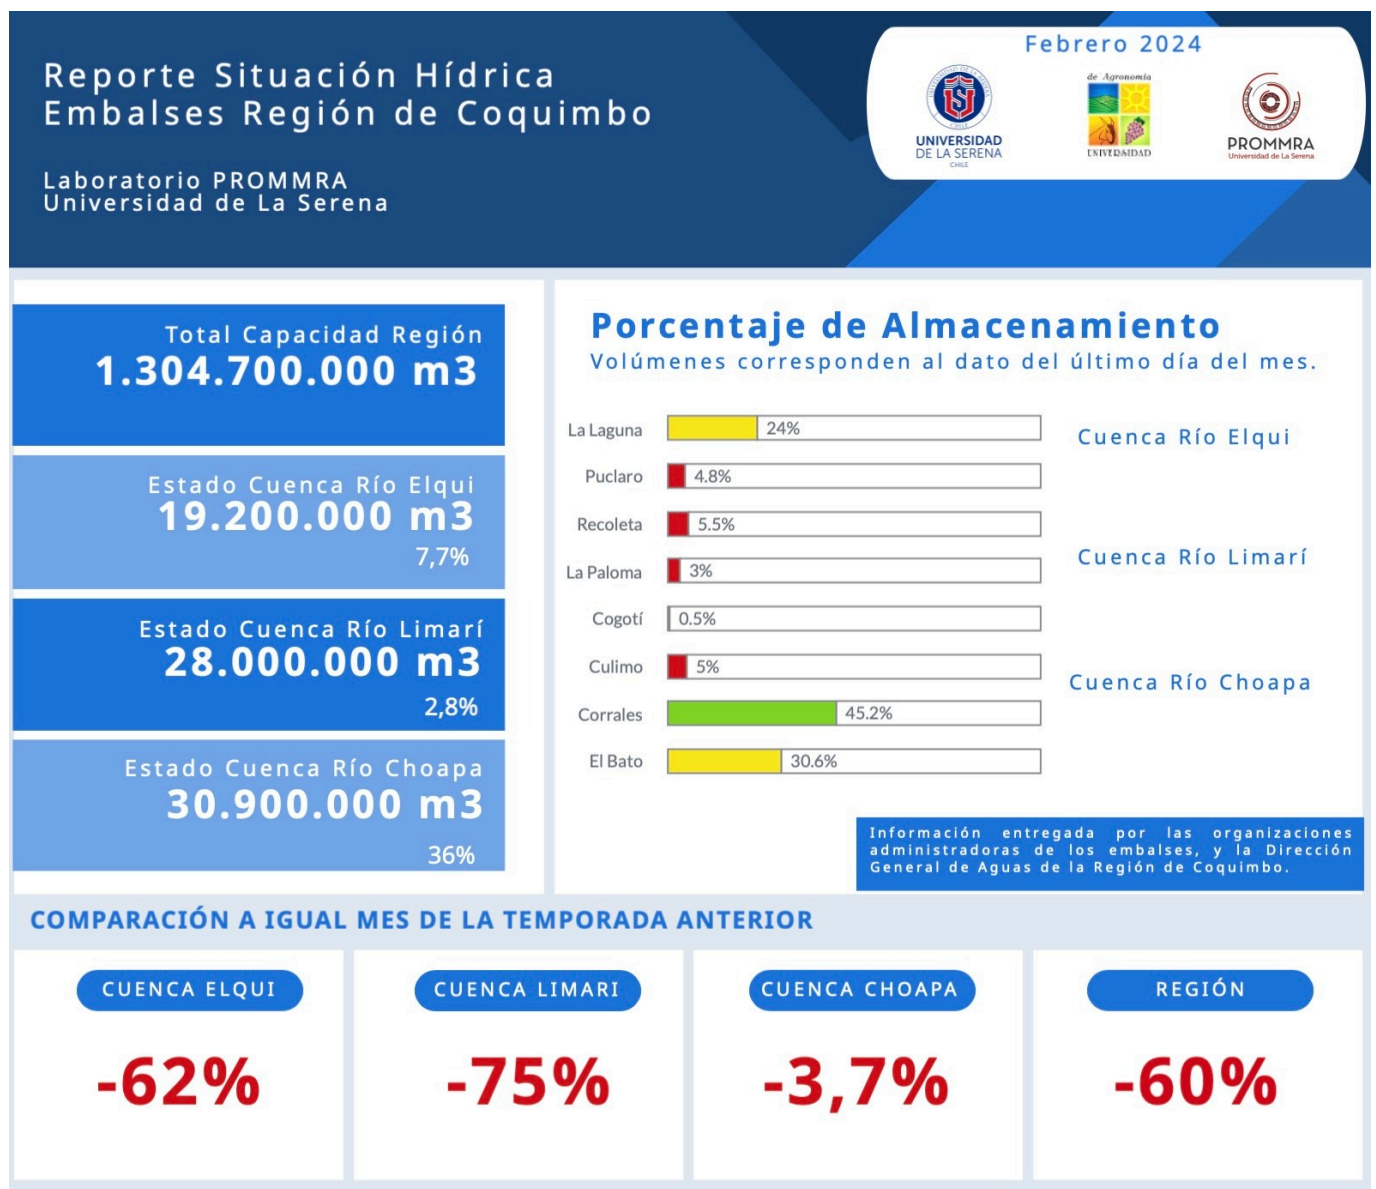 Reporte Situación Hídrica
Embalses Región de Coquimbo
Laboratorio PROMMRA
Universidad de La Serena
Febrero 2024
UNIVERSIDAD
DE LA SERENA
CHILE
de Agronomía
UNIVERSIDAD
PROMMRA
Universidad de La Serena
Total Capacidad Región
1.304.700.000 m3
Estado Cuenca Río Elqui
19.200.000 m3
7,7%
Estado Cuenca Río Limarí
28.000.000 m3
2,8%
Estado Cuenca Río Choapa
30.900.000 m3
36%
Porcentaje de Almacenamiento
Volúmenes corresponden al dato del último día del mes.
La Laguna 24%
Puclaro 4.8%
Recoleta 5.5%
La Paloma 3%
Cogotí 0.5%
Culimo 5%
Corrales 45.2%
El Bato 30.6%
Cuenca Río Elqui
Cuenca Río Limarí
Cuenca Río Choapa
Información entregada por las organizaciones
administradoras de los embalses, y la Dirección
General de Aguas de la Región de Coquimbo.
COMPARACIÓN A IGUAL MES DE LA TEMPORADA ANTERIOR
CUENCA ELQUI
-62%
CUENCA LIMARI
-75%
CUENCA CHOAPA
-3,7%
REGIÓN
-60%